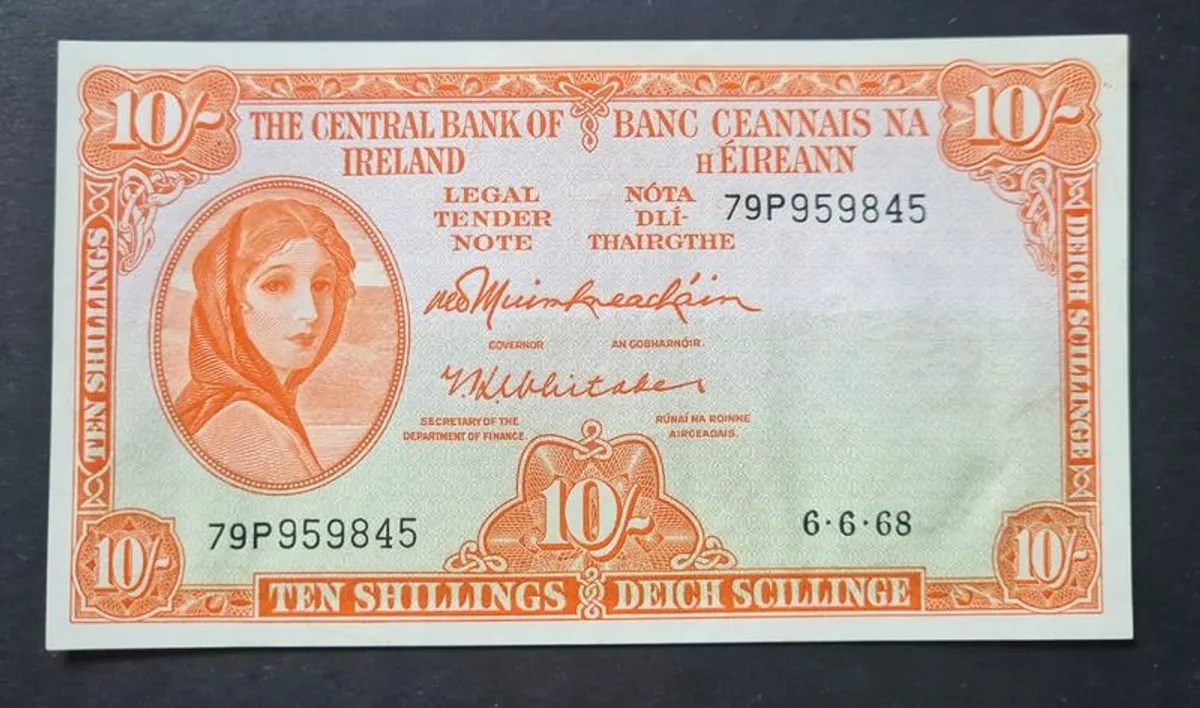 10/-
10/-
THE CENTRAL BANK OF
IRELAND
BANC CEANNAIS NA
H ÉIREANN
LEGAL
TENDER
NOTE
NÓTA
DLÍ-
THAIRGTHE
79P959845
TEN SHILLINGS
DEICH SCILLINGE
GOVERNOR
AN GOBHARNÓIR.
T.K.Whitaker
SECRETARY OF THE
DEPARTMENT OF FINANCE.
RÚNAÍ NA ROINNE
AIRGEADAIS.
79P959845
10/-
6·6·68
10/-
10/-
TEN SHILLINGS
DEICH SCILLINGE